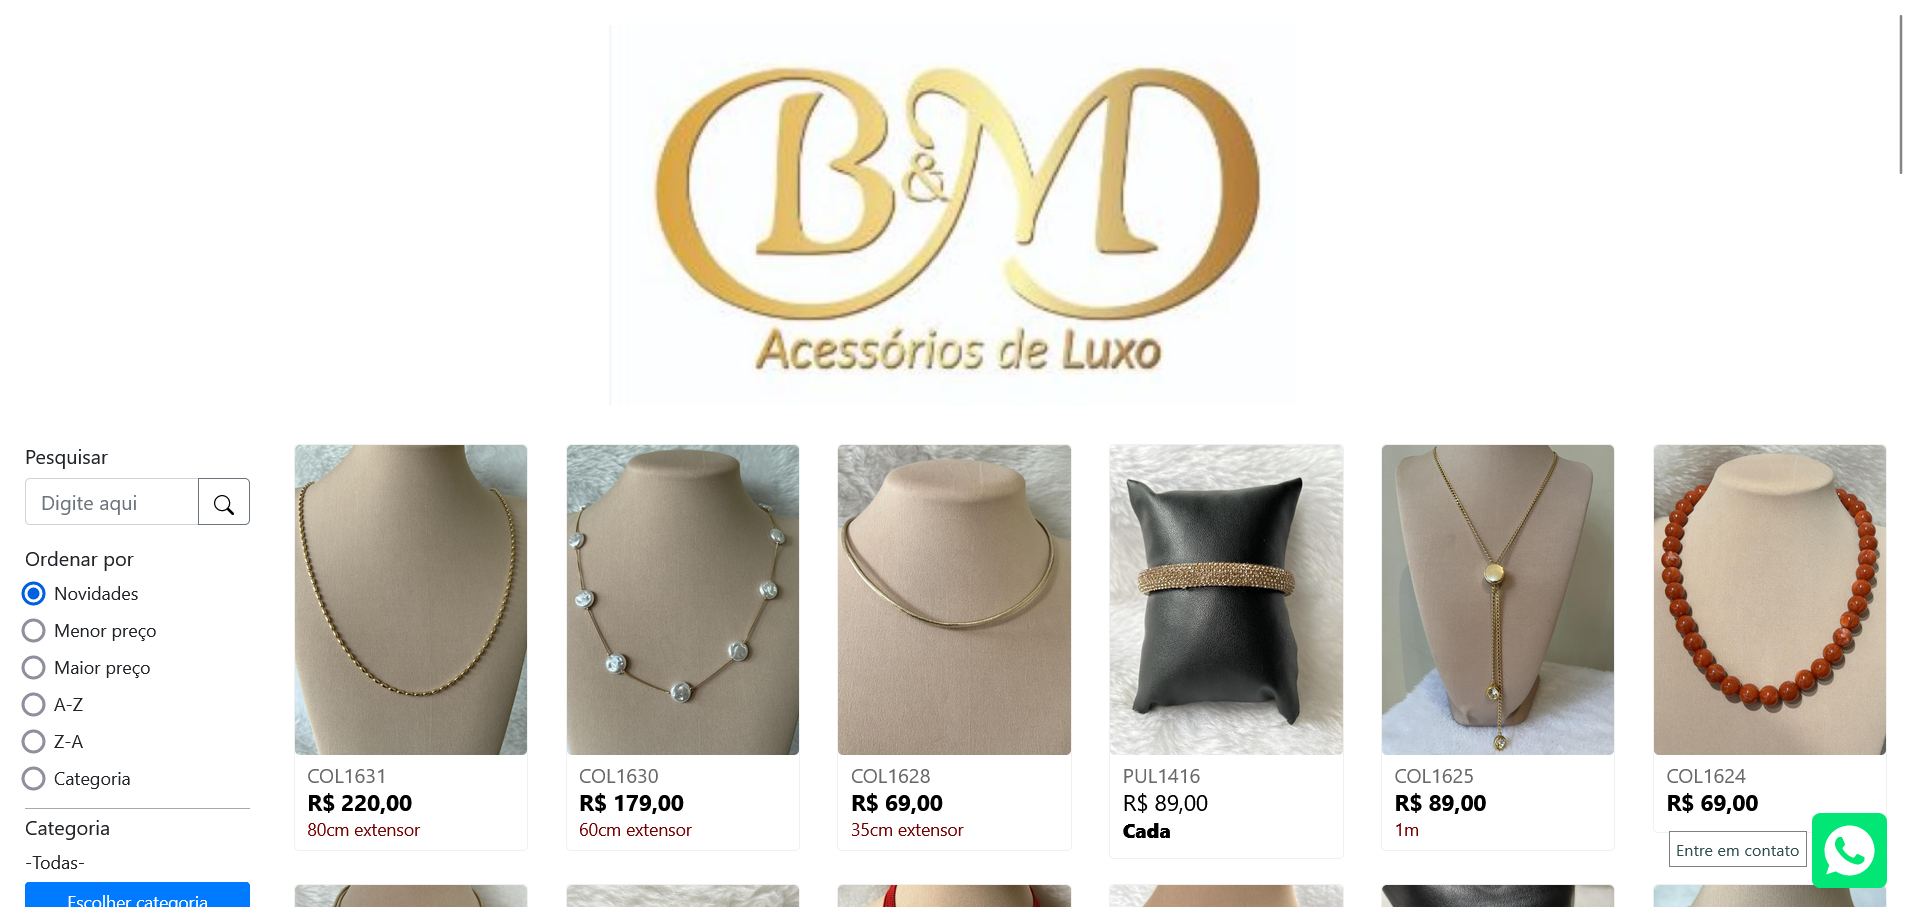 B&M
Acessórios de Luxo
Pesquisar
Digite aqui
Ordenar por
Novidades
Menor preço
Maior preço
A-Z
Z-A
Categoria
Categoria
-Todas-
Escolher categoria
COL1631
R$ 220,00
80cm extensor
COL1630
R$ 179,00
60cm extensor
COL1628
R$ 69,00
35cm extensor
PUL1416
R$ 89,00
Cada
COL1625
R$ 89,00
1m
COL1624
R$ 69,00
Entre em contato